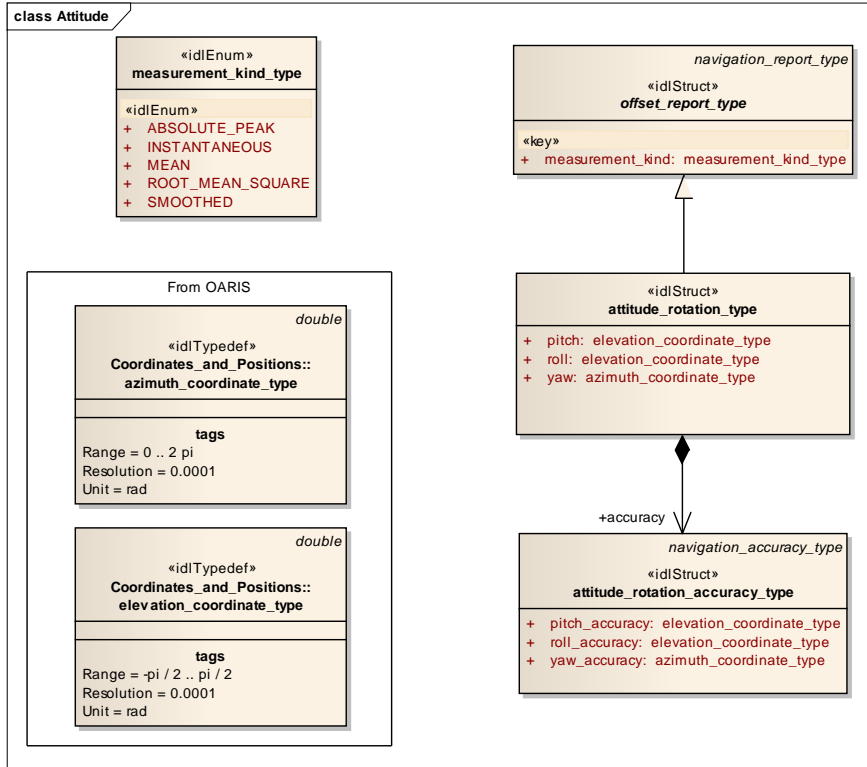 class Attitude
«idlEnum»
measurement_kind_type
«idlEnum»
+ ABSOLUTE_PEAK
+ INSTANTANEOUS
+ MEAN
+ ROOT_MEAN_SQUARE
+ SMOOTHED
navigation_report_type
«idlStruct»
offset_report_type
«key»
+ measurement_kind: measurement_kind_type
From OARIS
double
«idlTypedef»
Coordinates_and_Positions::
azimuth_coordinate_type
tags
Range = 0 .. 2 pi
Resolution = 0.0001
Unit = rad
double
«idlTypedef»
Coordinates_and_Positions::
elevation_coordinate_type
tags
Range = -pi / 2 .. pi / 2
Resolution = 0.0001
Unit = rad
«idlStruct»
attitude_rotation_type
+ pitch: elevation_coordinate_type
+ roll: elevation_coordinate_type
+ yaw: azimuth_coordinate_type
+accuracy
navigation_accuracy_type
«idlStruct»
attitude_rotation_accuracy_type
+ pitch_accuracy: elevation_coordinate_type
+ roll_accuracy: elevation_coordinate_type
+ yaw_accuracy: azimuth_coordinate_type